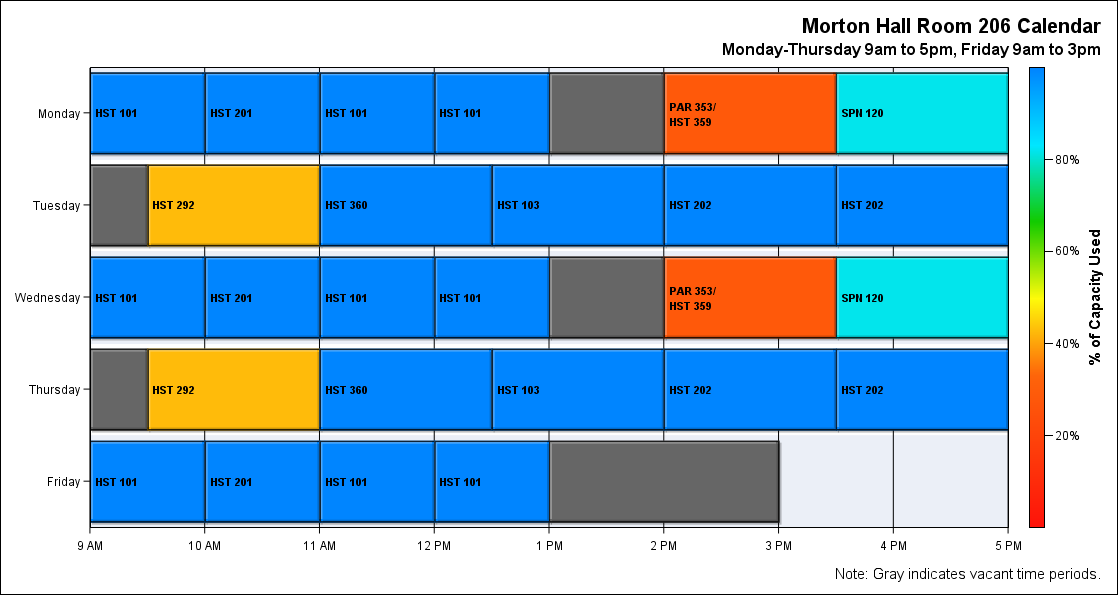 Morton Hall Room 206 Calendar
Monday-Thursday 9am to 5pm, Friday 9am to 3pm
Monday
HST 101
HST 201
HST 101
HST 101
PAR 353/
HST 359
SPN 120
Tuesday
HST 292
HST 360
HST 103
HST 202
HST 202
Wednesday
HST 101
HST 201
HST 101
HST 101
PAR 353/
HST 359
SPN 120
Thursday
HST 292
HST 360
HST 103
HST 202
HST 202
Friday
HST 101
HST 201
HST 101
HST 101
9 AM
10 AM
11 AM
12 PM
1 PM
2 PM
3 PM
4 PM
5 PM
80%
60%
40%
20%
% of Capacity Used
Note: Gray indicates vacant time periods.